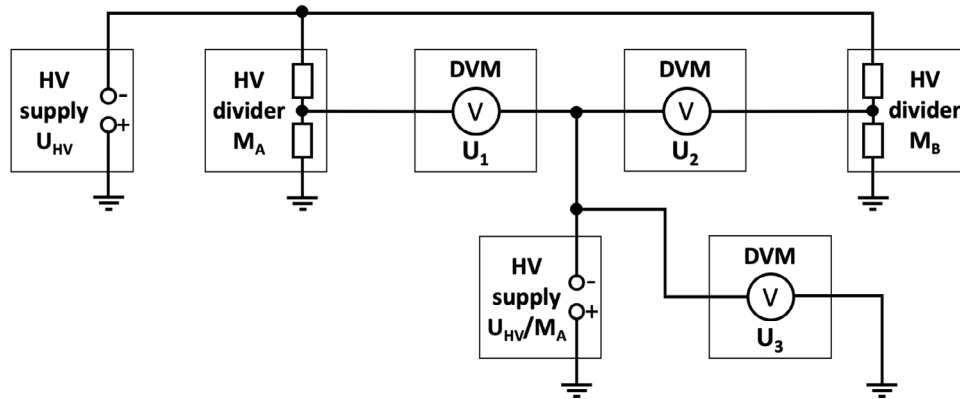 HV
supply
U_HV
-
+
HV
divider
M_A
DVM
V
U_1
DVM
V
U_2
HV
divider
M_B
HV
supply
U_HV/M_A
-
+
DVM
V
U_3